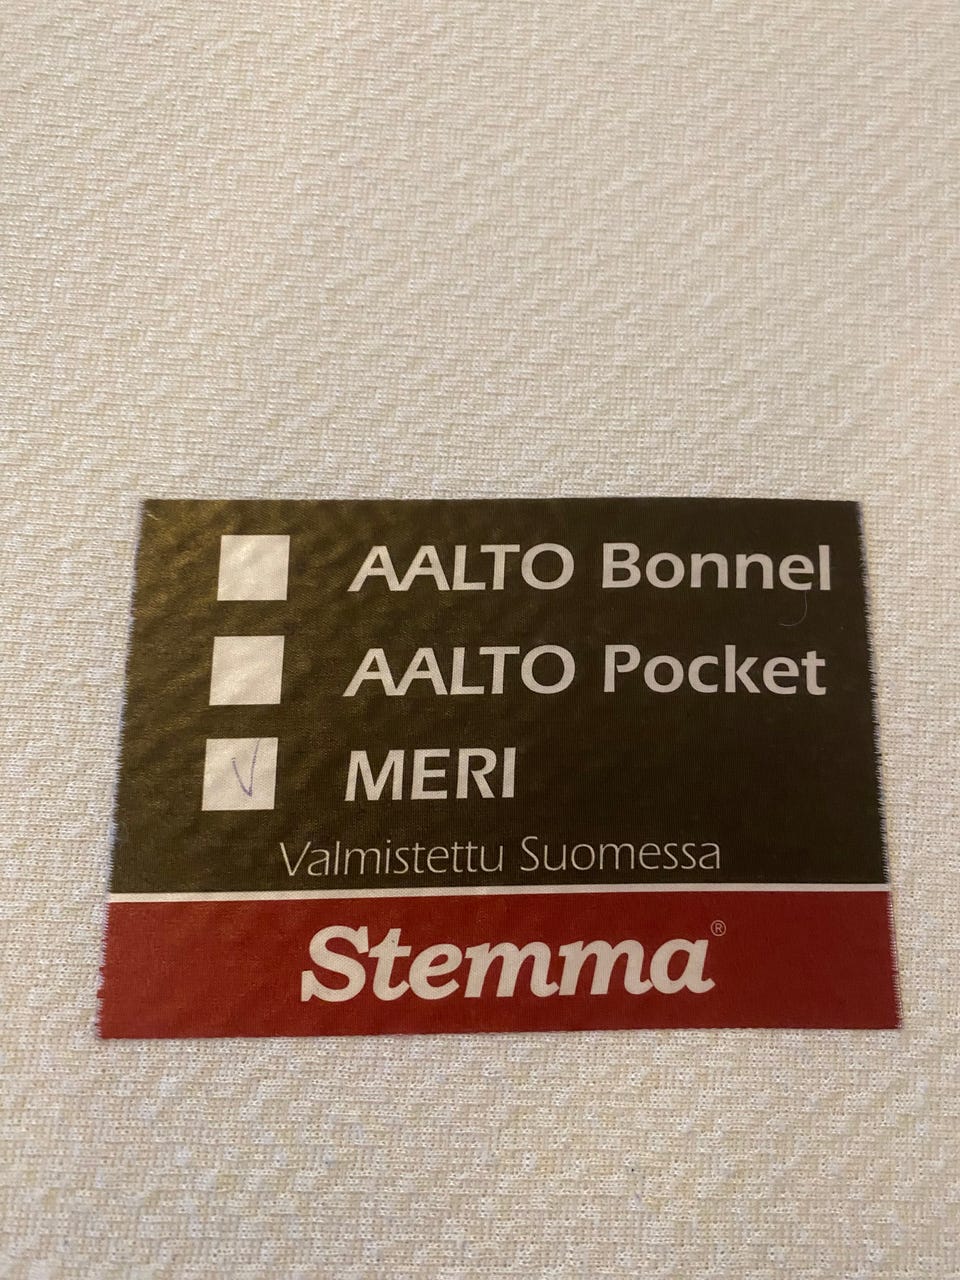 AALTO Bonnel
AALTO Pocket
MERI
Valmistettu Suomessa
Stemma®